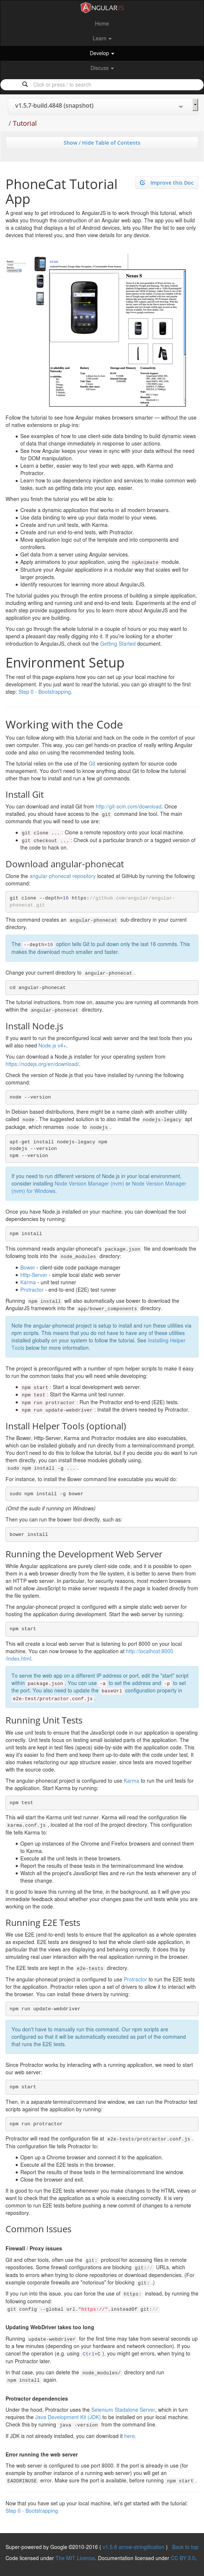 ANGULARJS
Home
Learn
Develop
Discuss
Click or press / to search
v1.5.7-build.4848 (snapshot)
/ Tutorial
Show / Hide Table of Contents
Improve this Doc
PhoneCat Tutorial
App
A great way to get introduced to AngularJS is to work through this tutorial, which
walks you through the construction of an Angular web app. The app you will build
is a catalog that displays a list of Android devices, lets you filter the list to see only
devices that interest you, and then view details for any device.
Nexus S
Follow the tutorial to see how Angular makes browsers smarter — without the use
of native extensions or plug-ins:
See examples of how to use client-side data binding to build dynamic views
of data that change immediately in response to user actions.
See how Angular keeps your views in sync with your data without the need
for DOM manipulation.
Learn a better, easier way to test your web apps, with Karma and
Protractor.
Learn how to use dependency injection and services to make common web
tasks, such as getting data into your app, easier.
When you finish the tutorial you will be able to:
Create a dynamic application that works in all modern browsers.
Use data binding to wire up your data model to your views.
Create and run unit tests, with Karma.
Create and run end-to-end tests, with Protractor.
Move application logic out of the template and into components and
controllers.
Get data from a server using Angular services.
Apply animations to your application, using the ngAnimate module.
Structure your Angular applications in a modular way that scales well for
larger projects.
Identify resources for learning more about AngularJS.
The tutorial guides you through the entire process of building a simple application,
including writing and running unit and end-to-end tests. Experiments at the end of
each step provide suggestions for you to learn more about AngularJS and the
application you are building.
You can go through the whole tutorial in a couple of hours or you may want to
spend a pleasant day really digging into it. If you're looking for a shorter
introduction to AngularJS, check out the Getting Started document.
Environment Setup
The rest of this page explains how you can set up your local machine for
development. If you just want to read the tutorial, you can go straight to the first
step: Step 0 - Bootstrapping.
Working with the Code
You can follow along with this tutorial and hack on the code in the comfort of your
own computer. This way, you can get hands-on practice of really writing Angular
code and also on using the recommended testing tools.
The tutorial relies on the use of the Git versioning system for source code
management. You don't need to know anything about Git to follow the tutorial
other than how to install and run a few git commands.
Install Git
You can download and install Git from http://git-scm.com/download. Once
installed, you should have access to the git command line tool. The main
commands that you will need to use are:
git clone ... : Clone a remote repository onto your local machine.
git checkout ... : Check out a particular branch or a tagged version of
the code to hack on.
Download angular-phonecat
Clone the angular-phonecat repository located at GitHub by running the following
command:
git clone --depth=16 https://github.com/angular/angular-
phonecat.git
This command creates an angular-phonecat sub-directory in your current
directory.
The --depth=16 option tells Git to pull down only the last 16 commits. This
makes the download much smaller and faster.
Change your current directory to angular-phonecat .
cd angular-phonecat
The tutorial instructions, from now on, assume you are running all commands from
the angular-phonecat directory.
Install Node.js
If you want to run the preconfigured local web server and the test tools then you
will also need Node.js v4+.
You can download a Node.js installer for your operating system from
https://nodejs.org/en/download/.
Check the version of Node.js that you have installed by running the following
command:
node --version
In Debian based distributions, there might be a name clash with another utility
called node . The suggested solution is to also install the nodejs-legacy apt
package, which renames node to nodejs .
apt-get install nodejs-legacy npm
nodejs --version
npm --version
If you need to run different versions of Node.js in your local environment,
consider installing Node Version Manager (nvm) or Node Version Manager
(nvm) for Windows.
Once you have Node.js installed on your machine, you can download the tool
dependencies by running:
npm install
This command reads angular-phonecat's package.json file and downloads the
following tools into the node_modules directory:
Bower - client-side code package manager
Http-Server - simple local static web server
Karma - unit test runner
Protractor - end-to-end (E2E) test runner
Running npm install will also automatically use bower to download the
AngularJS framework into the app/bower_components directory.
Note the angular-phonecat project is setup to install and run these utilities via
npm scripts. This means that you do not have to have any of these utilities
installed globally on your system to follow the tutorial. See Installing Helper
Tools below for more information.
The project is preconfigured with a number of npm helper scripts to make it easy
to run the common tasks that you will need while developing:
npm start : Start a local development web server.
npm test : Start the Karma unit test runner.
npm run protractor : Run the Protractor end-to-end (E2E) tests.
npm run update-webdriver : Install the drivers needed by Protractor.
Install Helper Tools (optional)
The Bower, Http-Server, Karma and Protractor modules are also executables,
which can be installed globally and run directly from a terminal/command prompt.
You don't need to do this to follow the tutorial, but if you decide you do want to run
them directly, you can install these modules globally using,
sudo npm install -g ... .
For instance, to install the Bower command line executable you would do:
sudo npm install -g bower
(Omit the sudo if running on Windows)
Then you can run the bower tool directly, such as:
bower install
Running the Development Web Server
While Angular applications are purely client-side code, and it is possible to open
them in a web browser directly from the file system, it is better to serve them from
an HTTP web server. In particular, for security reasons, most modern browsers
will not allow JavaScript to make server requests if the page is loaded directly
from the file system.
The angular-phonecat project is configured with a simple static web server for
hosting the application during development. Start the web server by running:
npm start
This will create a local web server that is listening to port 8000 on your local
machine. You can now browse to the application at http://localhost:8000
/index.html.
To serve the web app on a different IP address or port, edit the "start" script
within package.json . You can use -a to set the address and -p to set
the port. You also need to update the baseUrl configuration property in
e2e-test/protractor.conf.js .
Running Unit Tests
We use unit tests to ensure that the JavaScript code in our application is operating
correctly. Unit tests focus on testing small isolated parts of the application. The
unit tests are kept in test files (specs) side-by-side with the application code. This
way it's easier to find them and keep them up-to-date with the code under test. It
also makes refactoring our app structure easier, since tests are moved together
with the source code.
The angular-phonecat project is configured to use Karma to run the unit tests for
the application. Start Karma by running:
npm test
This will start the Karma unit test runner. Karma will read the configuration file
karma.conf.js , located at the root of the project directory. This configuration
file tells Karma to:
Open up instances of the Chrome and Firefox browsers and connect them
to Karma.
Execute all the unit tests in these browsers.
Report the results of these tests in the terminal/command line window.
Watch all the project's JavaScript files and re-run the tests whenever any of
these change.
It is good to leave this running all the time, in the background, as it will give you
immediate feedback about whether your changes pass the unit tests while you are
working on the code.
Running E2E Tests
We use E2E (end-to-end) tests to ensure that the application as a whole operates
as expected. E2E tests are designed to test the whole client-side application, in
particular that the views are displaying and behaving correctly. It does this by
simulating real user interaction with the real application running in the browser.
The E2E tests are kept in the e2e-tests directory.
The angular-phonecat project is configured to use Protractor to run the E2E tests
for the application. Protractor relies upon a set of drivers to allow it to interact with
the browser. You can install these drivers by running:
npm run update-webdriver
You don't have to manually run this command. Our npm scripts are
configured so that it will be automatically executed as part of the command
that runs the E2E tests.
Since Protractor works by interacting with a running application, we need to start
our web server:
npm start
Then, in a separate terminal/command line window, we can run the Protractor test
scripts against the application by running:
npm run protractor
Protractor will read the configuration file at e2e-tests/protractor.conf.js .
This configuration file tells Protractor to:
Open up a Chrome browser and connect it to the application.
Execute all the E2E tests in this browser.
Report the results of these tests in the terminal/command line window.
Close the browser and exit.
It is good to run the E2E tests whenever you make changes to the HTML views or
want to check that the application as a whole is executing correctly. It is very
common to run E2E tests before pushing a new commit of changes to a remote
repository.
Common Issues
Firewall / Proxy issues
Git and other tools, often use the git: protocol for accessing files in remote
repositories. Some firewall configurations are blocking git:// URLs, which leads
to errors when trying to clone repositories or download dependencies. (For
example corporate firewalls are "notorious" for blocking git: .)
If you run into this issue, you can force the use of https: instead, by running the
following command:
git config --global url."https://".insteadOf git://
Updating WebDriver takes too long
Running update-webdriver for the first time may take from several seconds up to
a few minutes (depending on your hardware and network connection). If you
cancel the operation (e.g. using Ctrl+C ), you might get errors, when trying to
run Protractor later.
In that case, you can delete the node_modules/ directory and run
npm install again.
Protractor dependencies
Under the hood, Protractor uses the Selenium Stadalone Server, which in turn
requires the Java Development Kit (JDK) to be installed on your local machine.
Check this by running java -version from the command line.
If JDK is not already installed, you can download it here.
Error running the web server
The web server is configured to use port 8000. If the port is already in use (for
example by another instance of a running web server) you will get an
EADDRINUSE error. Make sure the port is available, before running npm start .
Now that you have set up your local machine, let's get started with the tutorial:
Step 0 - Bootstrapping
Super-powered by Google ©2010-2016 ( v1.5.6 arrow-stringification ) Back to top
Code licensed under The MIT License. Documentation licensed under CC BY 3.0.